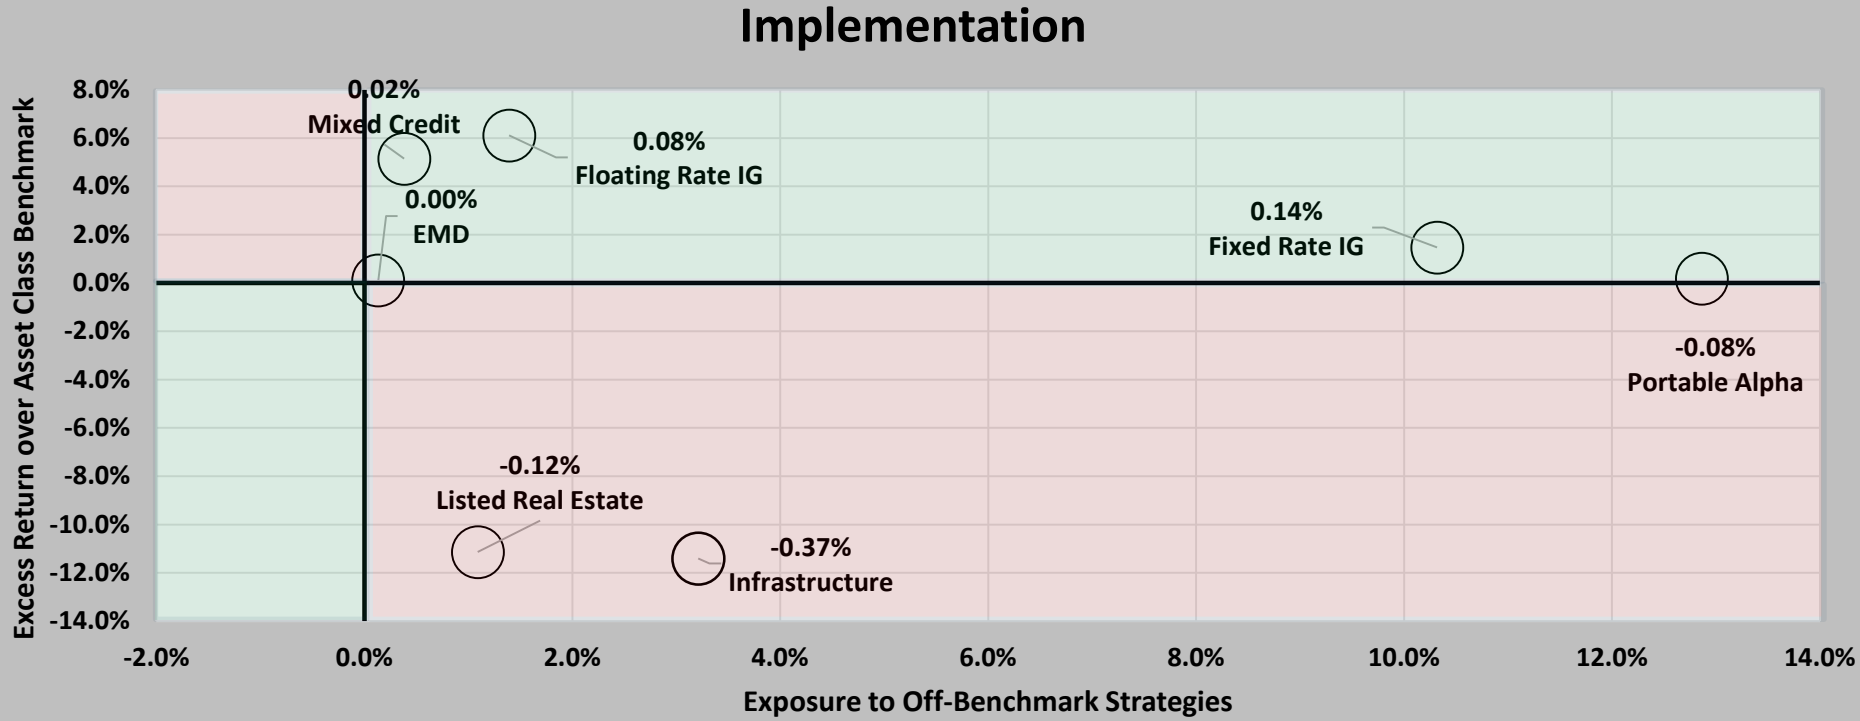 Implementation
Excess Return over Asset Class Benchmark
8.0%
6.0%
4.0%
2.0%
0.0%
-2.0%
-4.0%
-6.0%
-8.0%
-10.0%
-12.0%
-14.0%
0.02%
Mixed Credit
0.08%
Floating Rate IG
0.00%
EMD
0.14%
Fixed Rate IG
-0.08%
Portable Alpha
-0.12%
Listed Real Estate
-0.37%
Infrastructure
-2.0%
0.0%
2.0%
4.0%
6.0%
8.0%
10.0%
12.0%
14.0%
Exposure to Off-Benchmark Strategies